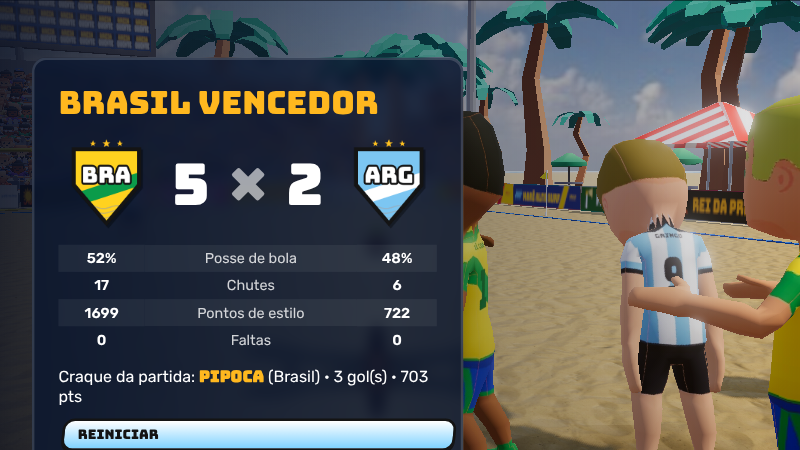 BRASIL VENCEDOR
BRA 5 × 2 ARG
52% Posse de bola 48%
17 Chutes 6
1699 Pontos de estilo 722
0 Faltas 0
Craque da partida: PIPOCA (Brasil) • 3 gol(s) • 703
pts
REINICIAR
REI DA PR
9